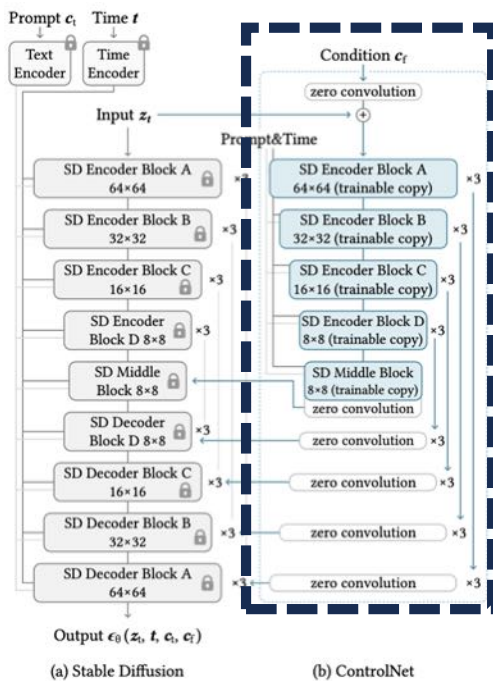 Prompt cₜ
Time t
Text
Encoder
Time
Encoder
Input zₜ
SD Encoder Block A
64×64
×3
SD Encoder Block B
32×32
×3
SD Encoder Block C
16×16
×3
SD Encoder
Block D 8×8
×3
SD Middle
Block 8×8
SD Decoder
Block D 8×8
×3
SD Decoder Block C
16×16
×3
SD Decoder Block B
32×32
×3
SD Decoder Block A
64×64
×3
Output ϵθ(zₜ, t, cₜ, c_f)
(a) Stable Diffusion
Condition c_f
zero convolution
+
Prompt&Time
SD Encoder Block A
64×64 (trainable copy)
×3
SD Encoder Block B
32×32 (trainable copy)
×3
SD Encoder Block C
16×16 (trainable copy)
×3
SD Encoder Block D
8×8 (trainable copy)
×3
SD Middle Block
8×8 (trainable copy)
zero convolution
zero convolution
×3
zero convolution
×3
zero convolution
×3
zero convolution
×3
(b) ControlNet